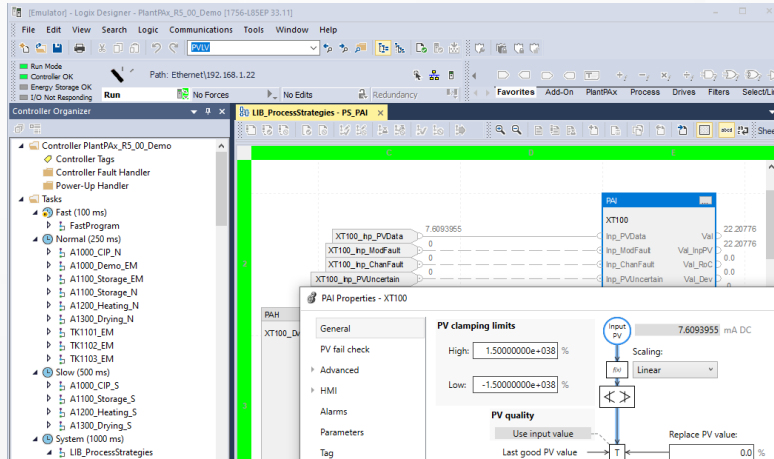 [Emulator] - Logix Designer - PlantPAx_R5_00_Demo [1756-L85EP 33.11]
File Edit View Search Logic Communications Tools Window Help
PVLV
Run Mode
Controller OK
Energy Storage OK
I/O Not Responding
Path: Ethernet\192.168.1.22
Run No Forces No Edits Redundancy
Favorites Add-On PlantPAx Process Drives Filters Select/Li
Controller Organizer
LIB_ProcessStrategies - PS_PAI
abcd Shee
Controller PlantPAx_R5_00_Demo
Controller Tags
Controller Fault Handler
Power-Up Handler
Tasks
Fast (100 ms)
FastProgram
Normal (250 ms)
A1000_CIP_N
A1000_Demo_EM
A1100_Storage_EM
A1100_Storage_N
A1200_Heating_N
A1300_Drying_N
TK1101_EM
TK1102_EM
TK1103_EM
Slow (500 ms)
A1000_CIP_S
A1100_Storage_S
A1200_Heating_S
A1300_Drying_S
System (1000 ms)
LIB_ProcessStrategies
PAI
XT100
XT100_Inp_PVData 7.6093955 Inp_PVData Val 22.20776
XT100_Inp_ModFault 0 Inp_ModFault Val_InpPV 22.20776
XT100_Inp_ChanFault 0 Inp_ChanFault Val_RoC 0.0
XT100_Inp_PVUncertain 0 Inp_PVUncertain Val_Dev 0.0
PAH
PAI Properties - XT100
General
PV fail check
Advanced
HMI
Alarms
Parameters
Tag
PV clamping limits
High: 1.50000000e+038 %
Low: -1.50000000e+038 %
PV quality
Use input value
Last good PV value
Input PV
7.6093955 mA DC
Scaling:
f(x) Linear
T
Replace PV value:
0.0 %